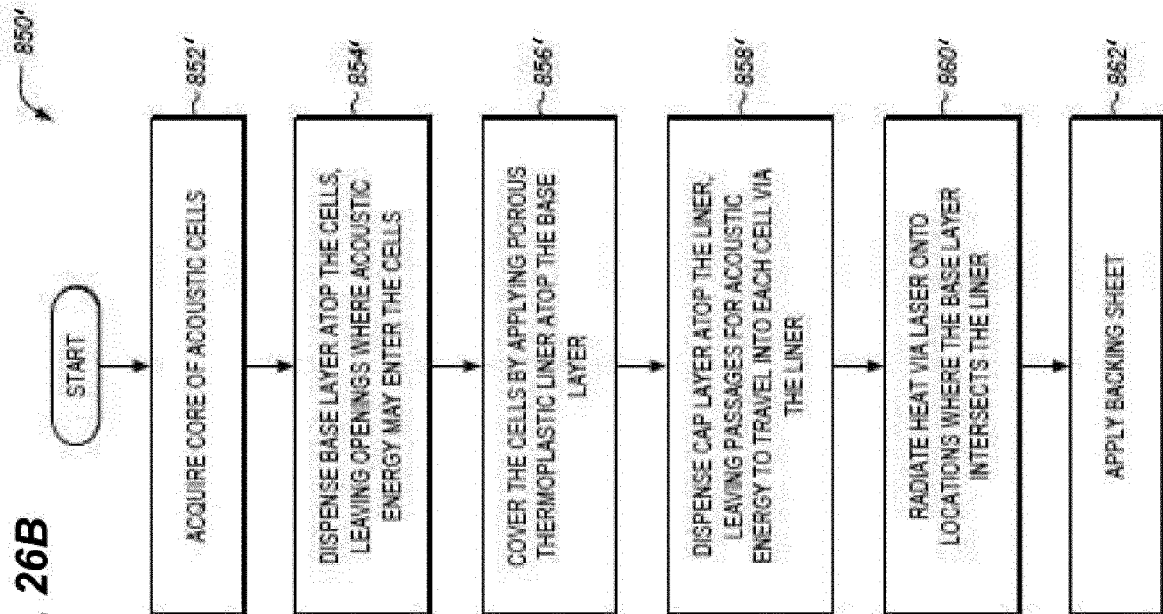 26B
850'
START
ACQUIRE CORE OF ACOUSTIC CELLS
852'
DISPENSE BASE LAYER ATOP THE CELLS,
LEAVING OPENINGS WHERE ACOUSTIC
ENERGY MAY ENTER THE CELLS
854'
COVER THE CELLS BY APPLYING POROUS
THERMOPLASTIC LINER ATOP THE BASE
LAYER
856'
DISPENSE CAP LAYER ATOP THE LINER,
LEAVING PASSAGES FOR ACOUSTIC
ENERGY TO TRAVEL INTO EACH CELL VIA
THE LINER
858'
RADIATE HEAT VIA LASER ONTO
LOCATIONS WHERE THE BASE LAYER
INTERSECTS THE LINER
860'
APPLY BACKING SHEET
862'